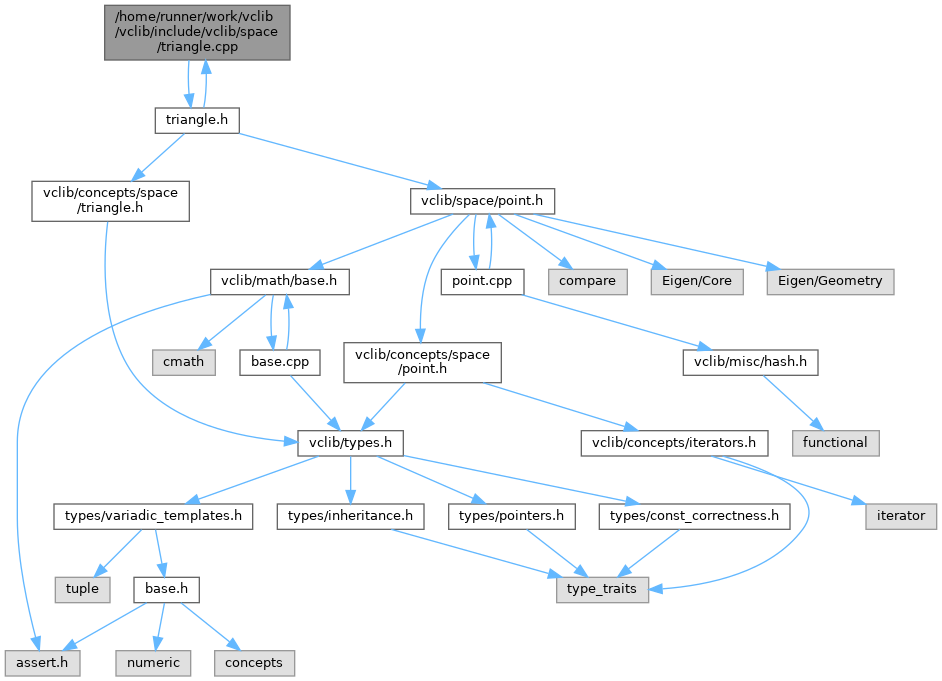 /home/runner/work/vclib
/vclib/include/vclib/space
/triangle.cpp
triangle.h
vclib/concepts/space
/triangle.h
vclib/space/point.h
vclib/math/base.h
point.cpp
compare
Eigen/Core
Eigen/Geometry
cmath
base.cpp
vclib/concepts/space
/point.h
vclib/misc/hash.h
vclib/types.h
vclib/concepts/iterators.h
functional
types/variadic_templates.h
types/inheritance.h
types/pointers.h
types/const_correctness.h
iterator
tuple
base.h
type_traits
assert.h
numeric
concepts